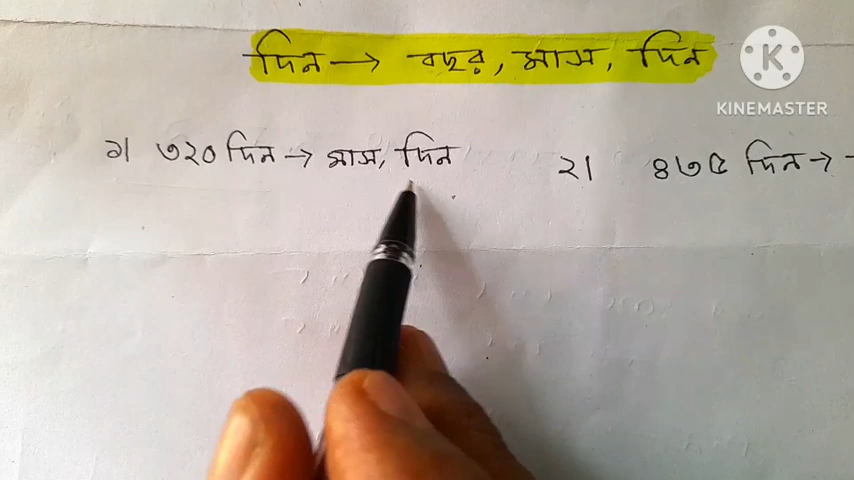 দিন → বছর, মাস, দিন
KINEMASTER
১। ৩২০ দিন → মাস, দিন
২। ৪৩৫ দিন →